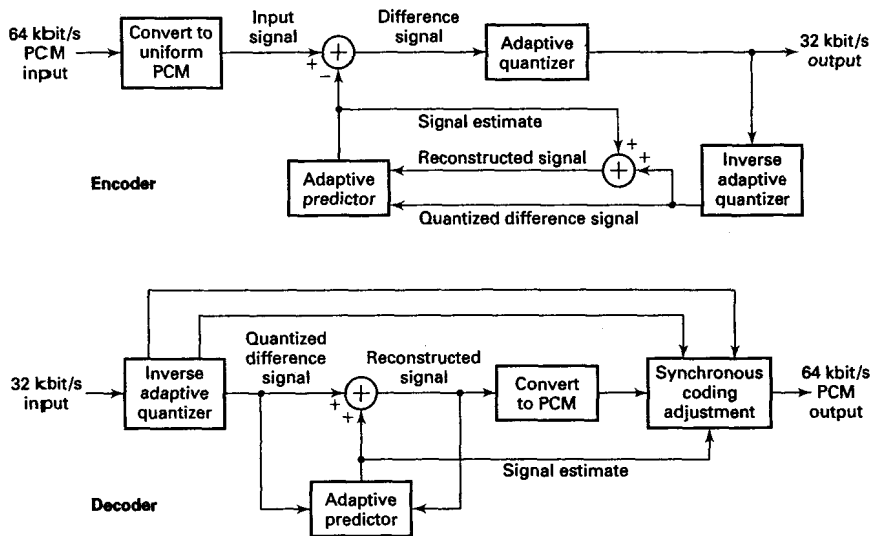 64 kbit/s
PCM
input
Convert to
uniform
PCM
Input
signal
+
−
+
Difference
signal
Adaptive
quantizer
32 kbit/s
output
Signal estimate
Encoder
Adaptive
predictor
Reconstructed signal
+
+
+
Inverse
adaptive
quantizer
Quantized difference signal
32 kbit/s
input
Inverse
adaptive
quantizer
Quantized
difference
signal
+
+
+
Reconstructed
signal
Convert
to PCM
Synchronous
coding
adjustment
64 kbit/s
PCM
output
Signal estimate
Decoder
Adaptive
predictor